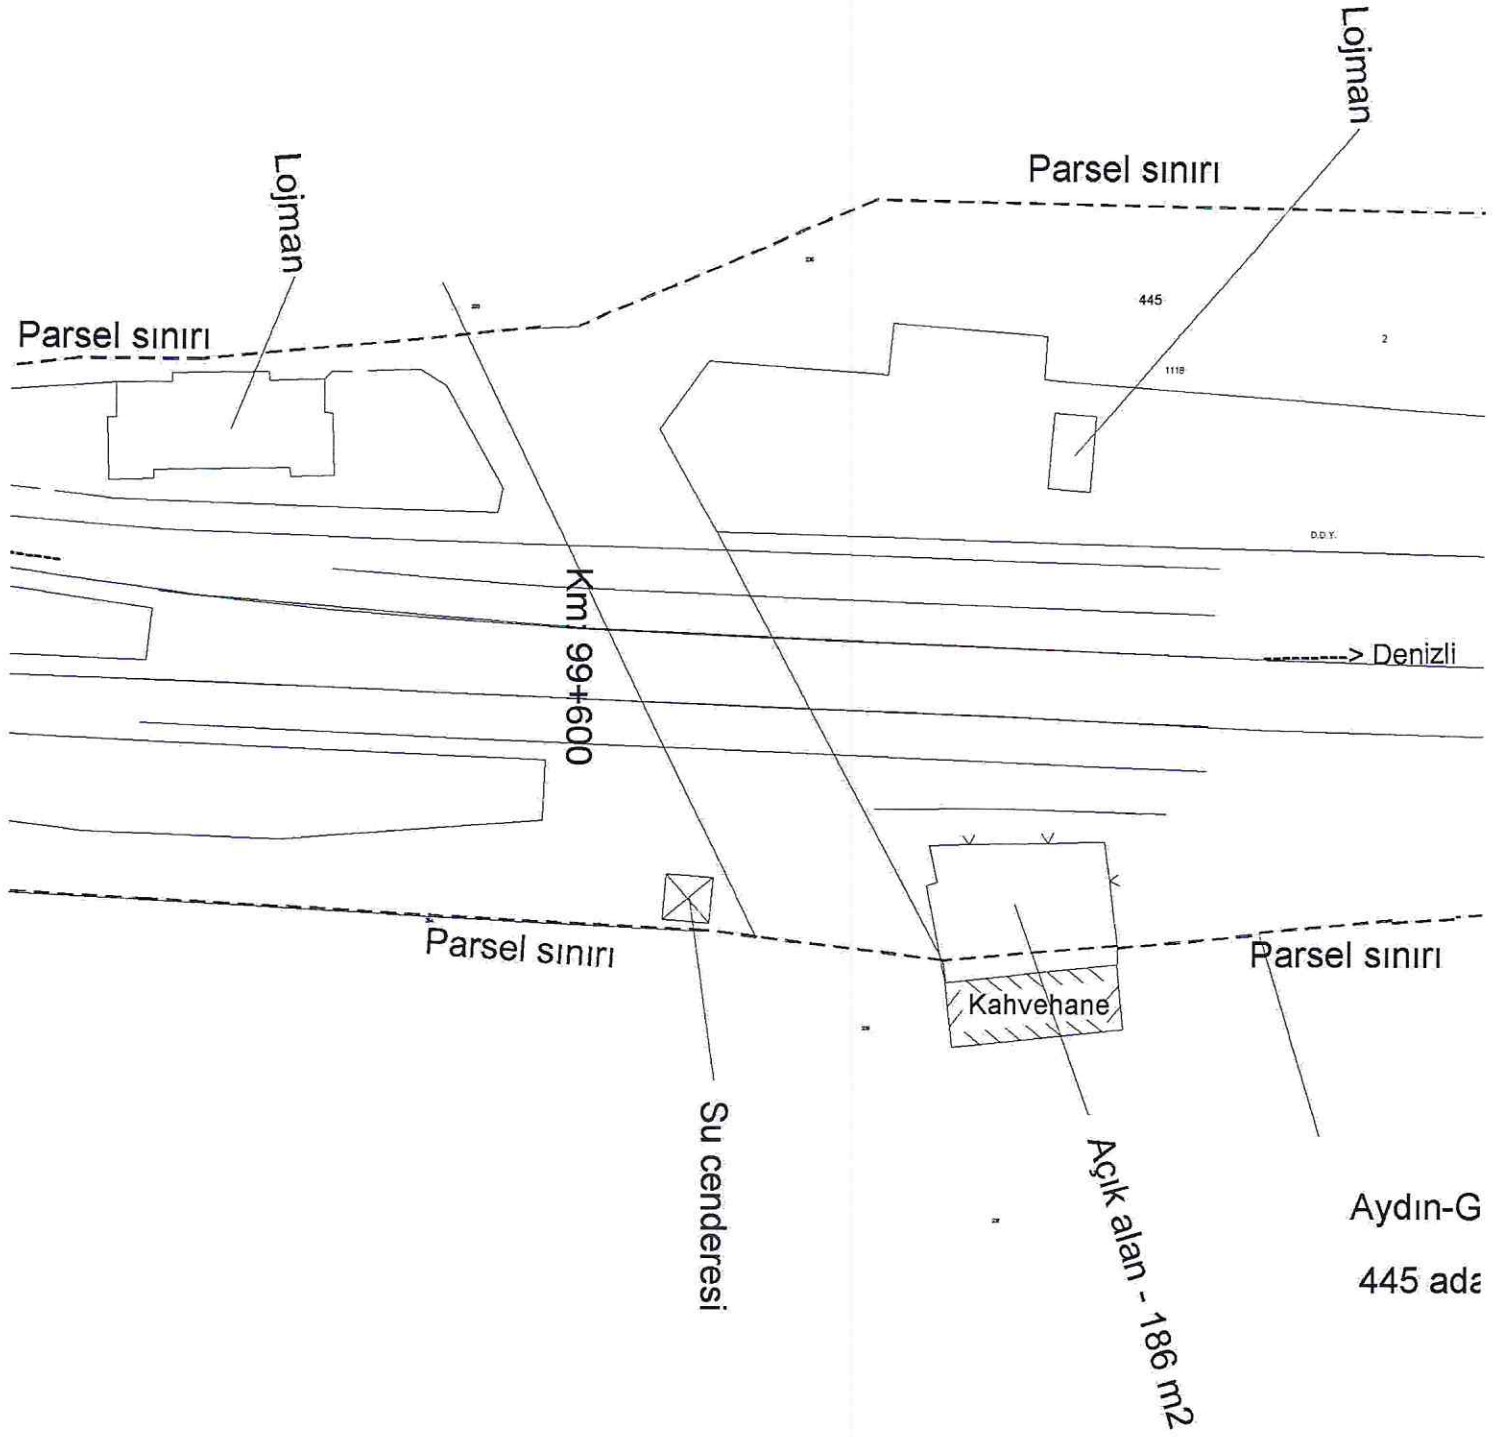 Lojman
Parsel sınırı
Lojman
445
Parsel sınırı
2
1118
D.D.Y.
Km: 99+600
-------> Denizli
Parsel sınırı
Parsel sınırı
Kahvehane
Su cenderesi
Açık alan - 186 m2
Aydın-G
445 ada